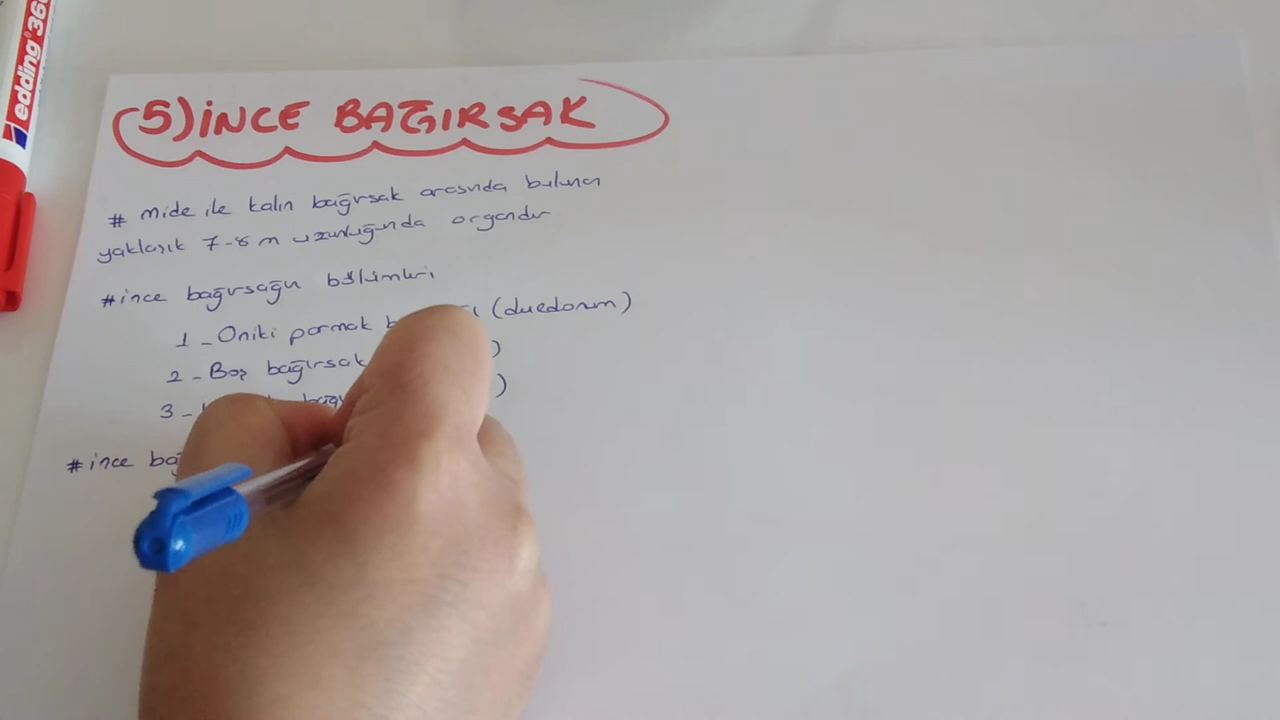 edding 360
5) İNCE BAĞIRSAK
# mide ile kalın bağırsak arasında bulunan
yaklaşık 7-8 m uzunluğunda organdır
# ince bağırsağın bölümleri
1 - Oniki parmak (duedonum)
2 - Boş bağırsak )
3 - )
# ince